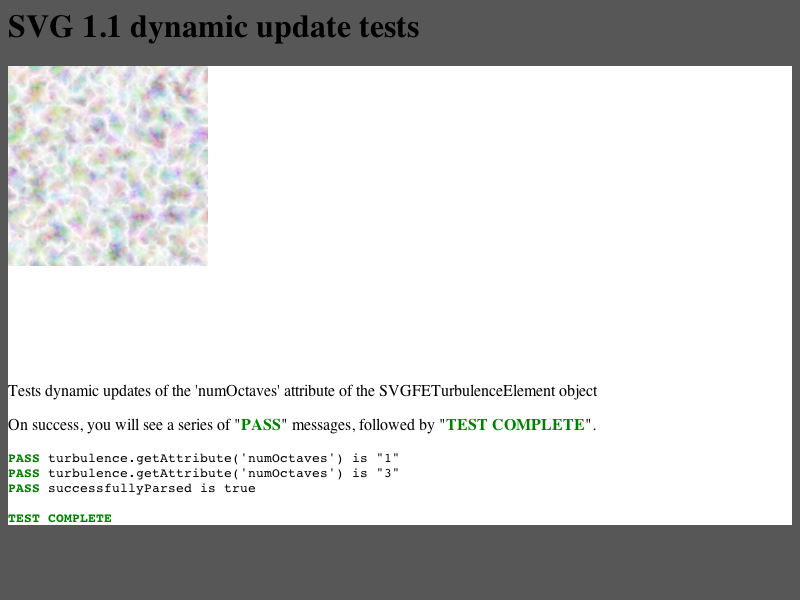 SVG 1.1 dynamic update tests
Tests dynamic updates of the 'numOctaves' attribute of the SVGFETurbulenceElement object
On success, you will see a series of "PASS" messages, followed by "TEST COMPLETE".
PASS turbulence.getAttribute('numOctaves') is "1"
PASS turbulence.getAttribute('numOctaves') is "3"
PASS successfullyParsed is true
TEST COMPLETE